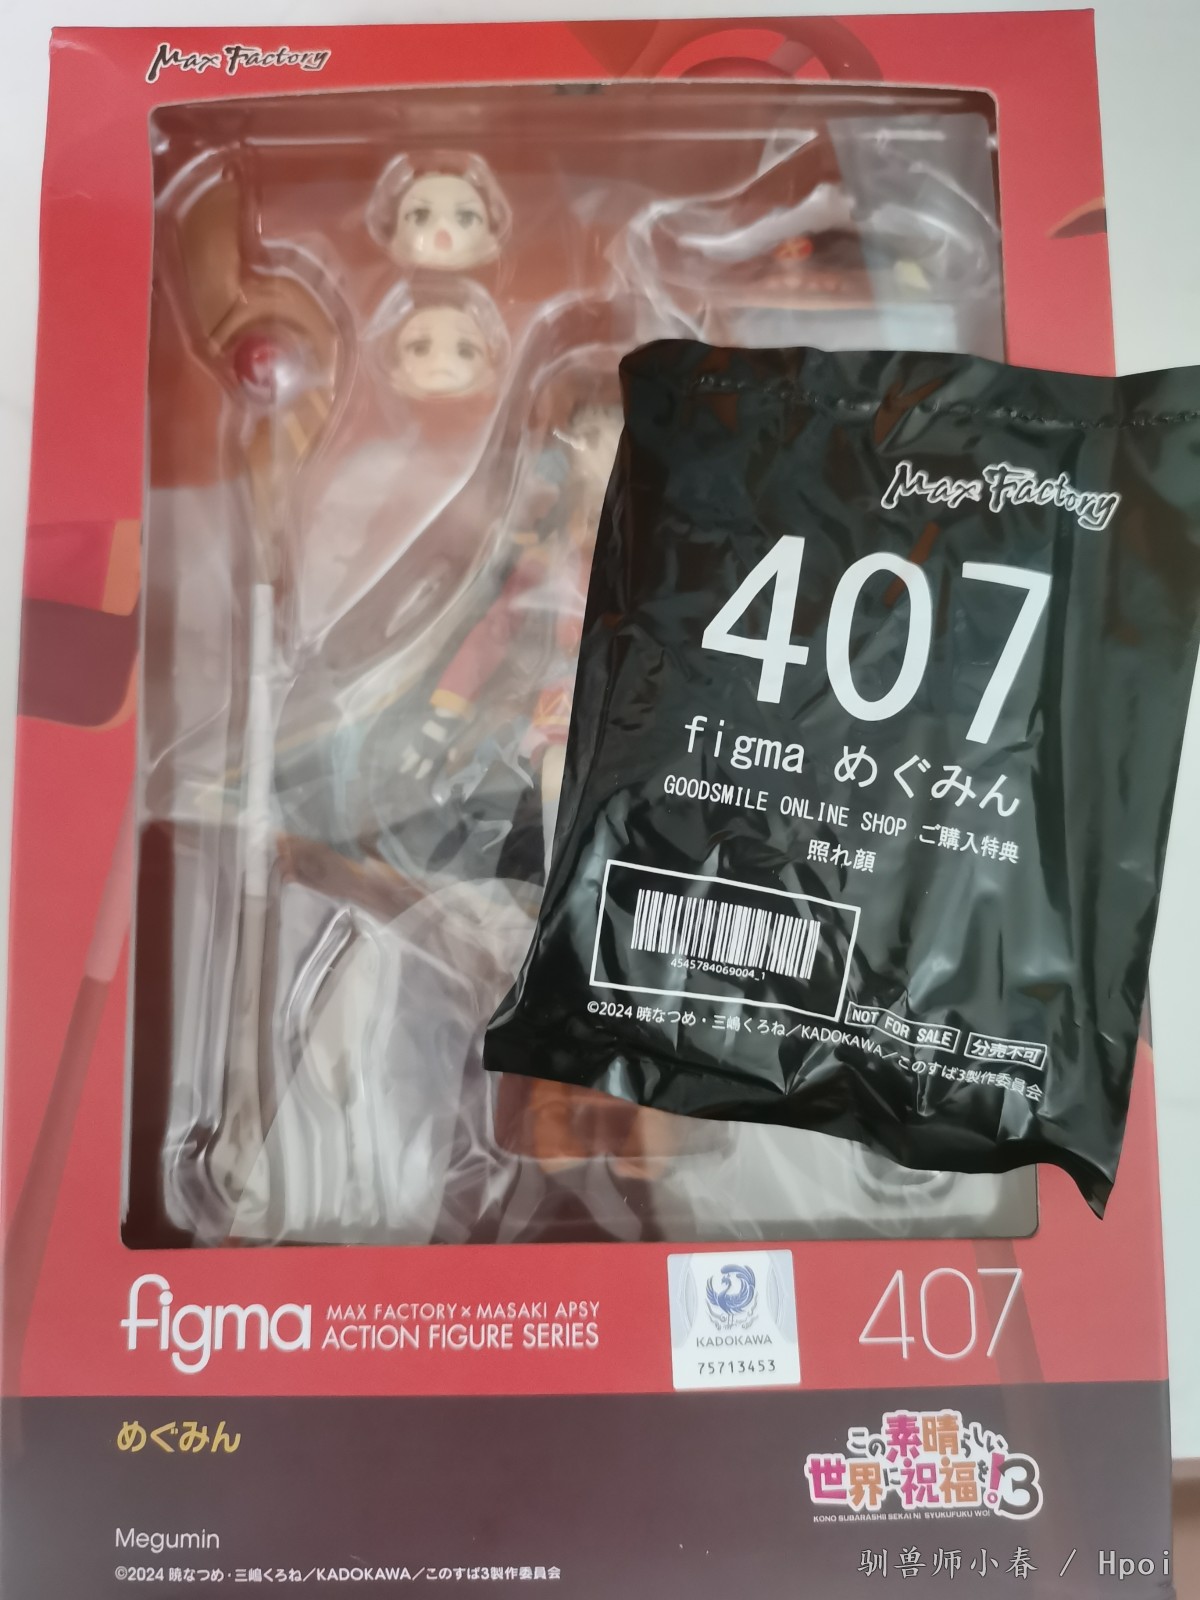 Max Factory
Max Factory
407
figma めぐみん
GOODSMILE ONLINE SHOP ご購入特典
照れ顔
4545784069004_1
NOT FOR SALE
分売不可
©2024 暁なつめ・三嶋くろね／KADOKAWA／このすば3製作委員会
figma
MAX FACTORY × MASAKI APSY
ACTION FIGURE SERIES
KADOKAWA
75713453
407
めぐみん
この素晴らしい
世界に祝福を!3
KONO SUBARASHII SEKAI NI SYUKUFUKU WO!
Megumin
©2024 暁なつめ・三嶋くろね／KADOKAWA／このすば3製作委員会
驯兽师小春 / Hpoi